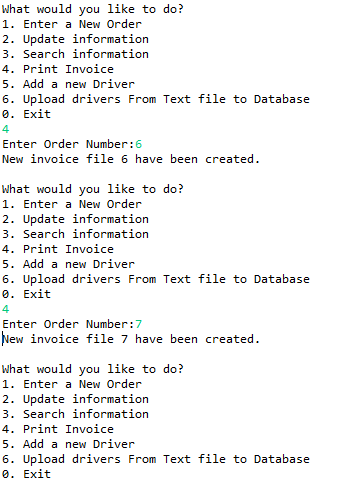 What would you like to do?
1. Enter a New Order
2. Update information
3. Search information
4. Print Invoice
5. Add a new Driver
6. Upload drivers From Text file to Database
0. Exit
4
Enter Order Number:6
New invoice file 6 have been created.
What would you like to do?
1. Enter a New Order
2. Update information
3. Search information
4. Print Invoice
5. Add a new Driver
6. Upload drivers From Text file to Database
0. Exit
4
Enter Order Number:7
New invoice file 7 have been created.
What would you like to do?
1. Enter a New Order
2. Update information
3. Search information
4. Print Invoice
5. Add a new Driver
6. Upload drivers From Text file to Database
0. Exit